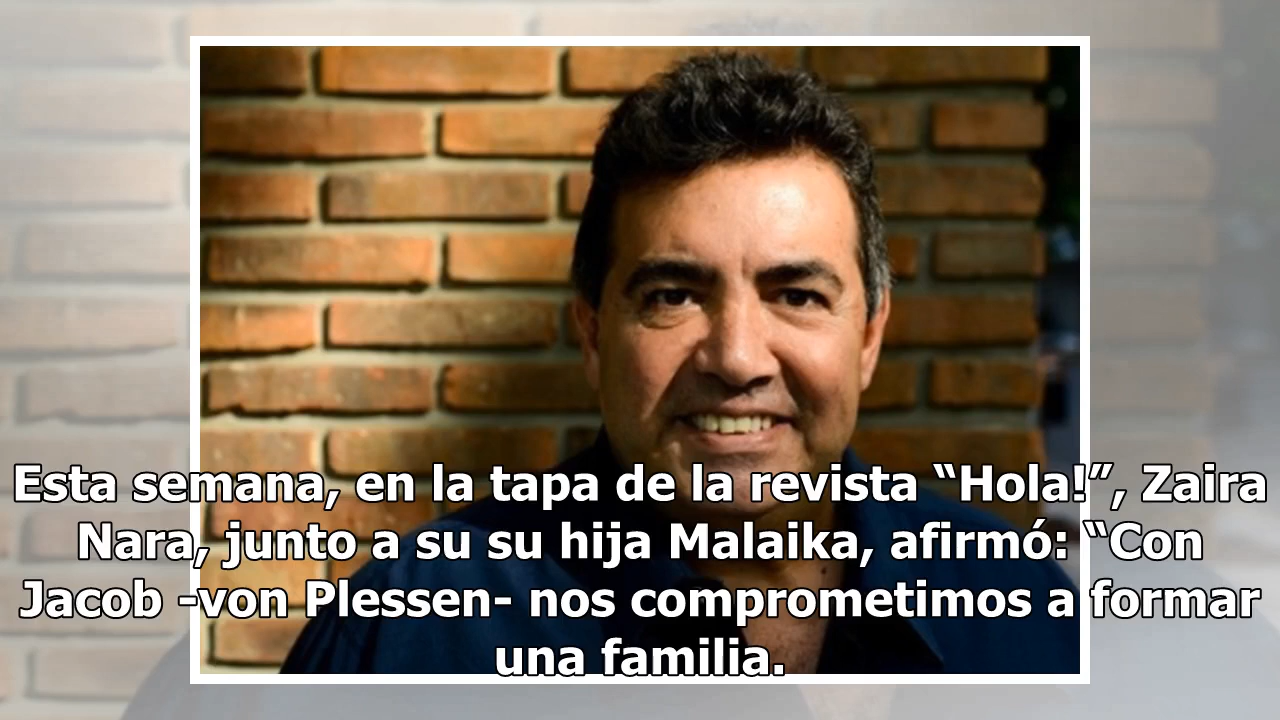 Esta semana, en la tapa de la revista “Hola!”, Zaira
Nara, junto a su su hija Malaika, afirmó: “Con
Jacob -von Plessen- nos comprometimos a formar
una familia.